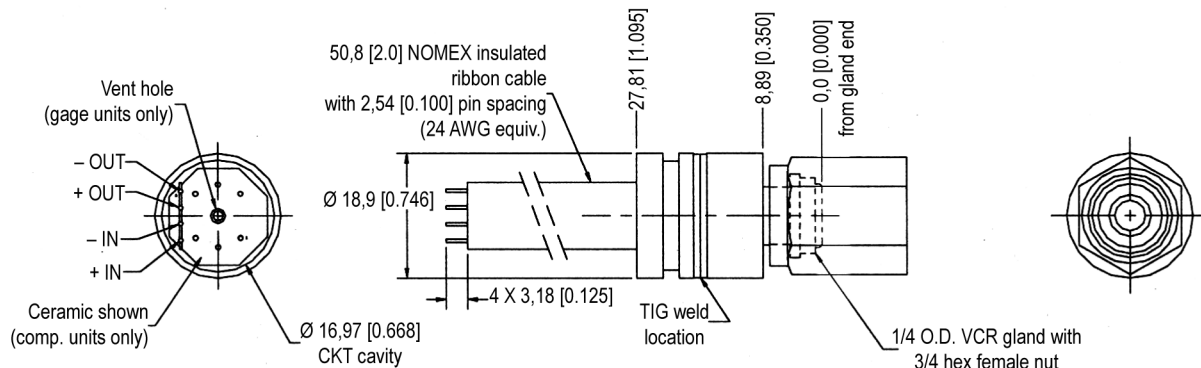 Vent hole
(gage units only)
– OUT
+ OUT
– IN
+ IN
Ceramic shown
(comp. units only)
Ø 16,97 [0.668]
CKT cavity
50,8 [2.0] NOMEX insulated
ribbon cable
with 2,54 [0.100] pin spacing
(24 AWG equiv.)
Ø 18,9 [0.746]
4 X 3,18 [0.125]
27,81 [1.095]
8,89 [0.350]
0,0 [0.000]
from gland end
TIG weld
location
1/4 O.D. VCR gland with
3/4 hex female nut